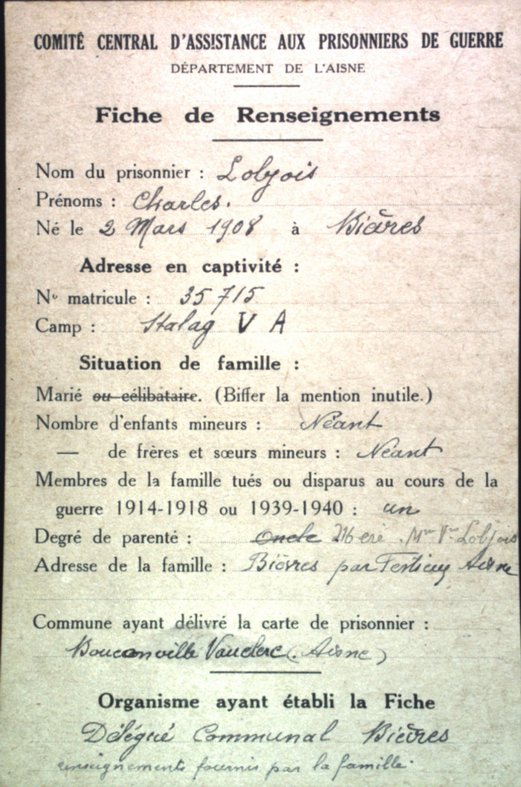 COMITÉ CENTRAL D'ASSISTANCE AUX PRISONNIERS DE GUERRE
DÉPARTEMENT DE L'AISNE
Fiche de Renseignements
Nom du prisonnier : Lobjois
Prénoms : Charles.
Né le 2 Mars 1908 à Bièvres
Adresse en captivité :
N° matricule : 35715
Camp : Stalag V A
Situation de famille :
Marié ou célibataire. (Biffer la mention inutile.)
Nombre d'enfants mineurs : Néant
— de frères et sœurs mineurs : Néant
Membres de la famille tués ou disparus au cours de la
guerre 1914-1918 ou 1939-1940 : un
Degré de parenté : Oncle Mère. Mme Vve Lobjois
Adresse de la famille : Bièvres par Festieux Aisne
Commune ayant délivré la carte de prisonnier :
Bouconville Vauclerc (Aisne)
Organisme ayant établi la Fiche
Délégué Communal Bièvres
renseignements fournis par la famille.